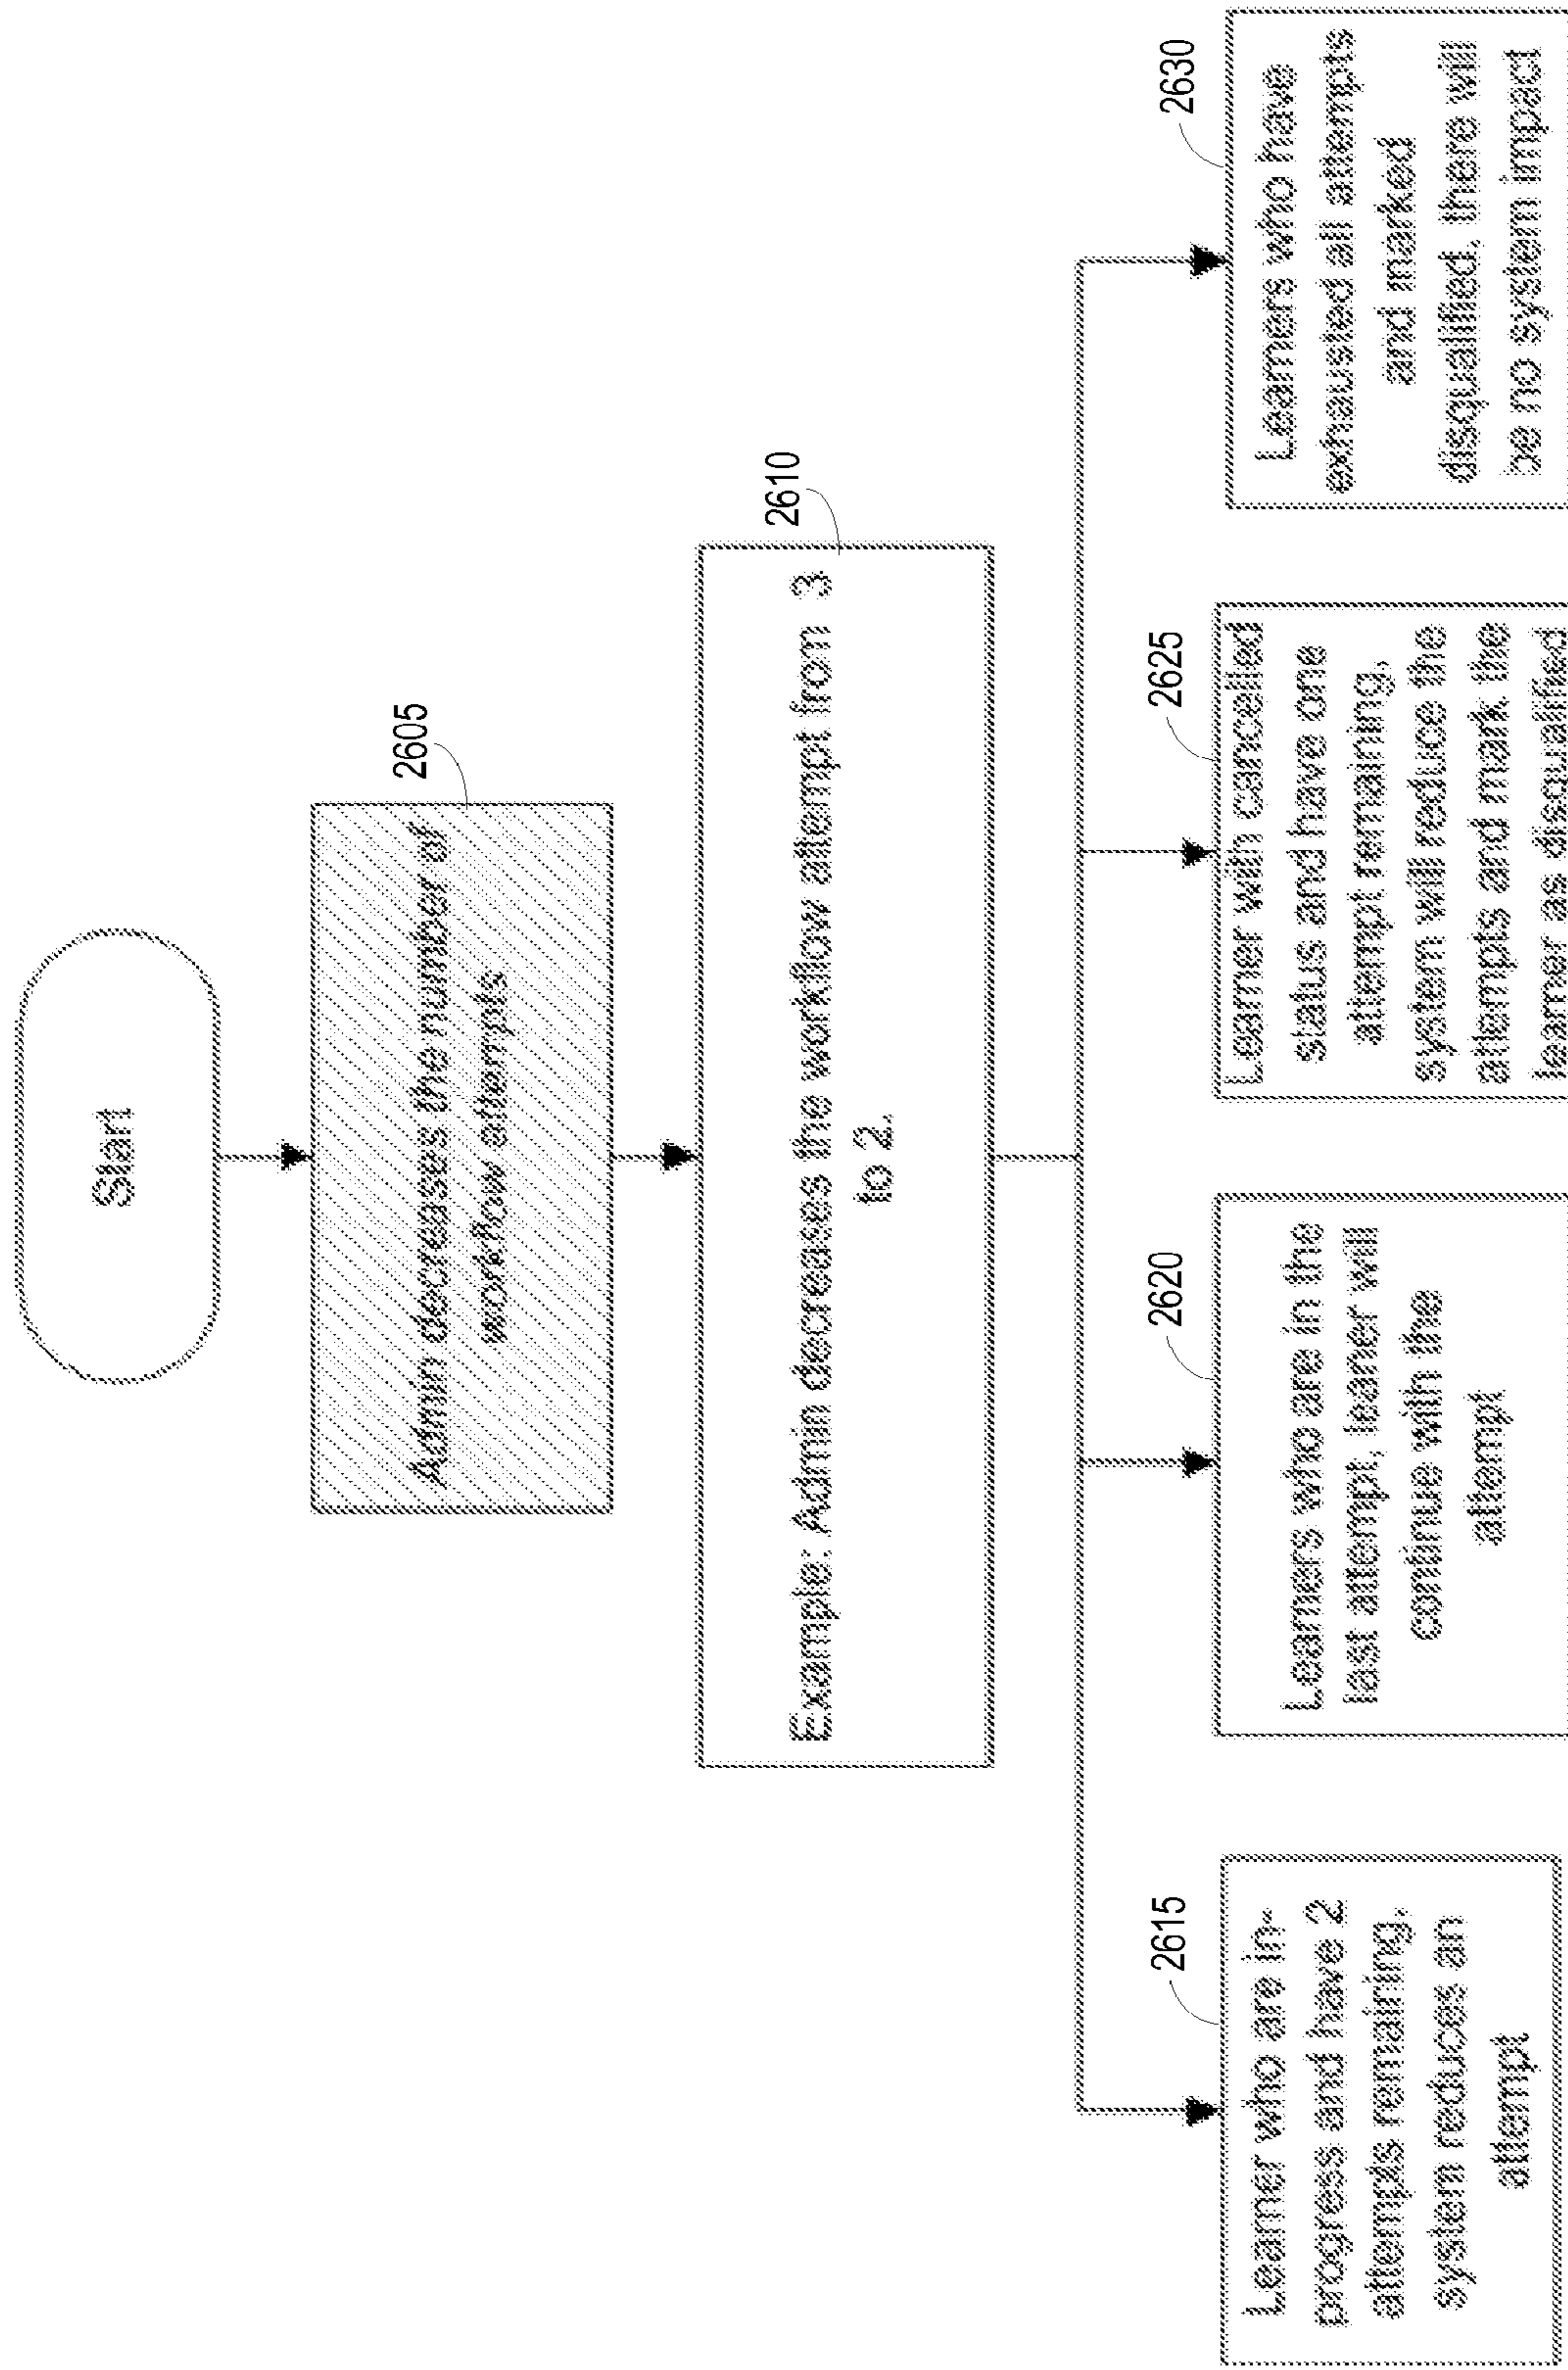 Start
2605
Admin decreases the number of
workflow attempts
2610
Example: Admin decreases the workflow attempt from 3
to 2.
2615
Learner who are in-
progress and have 2
attempts remaining,
system reduces an
attempt
2620
Learners who are in the
last attempt, leaner will
continue with the
attempt
2625
Learner with cancelled
status and have one
attempt remaining,
system will reduce the
attempts and mark the
learner as disqualified
2630
Learners who have
exhausted all attempts
and marked
disqualified, there will
be no system impact